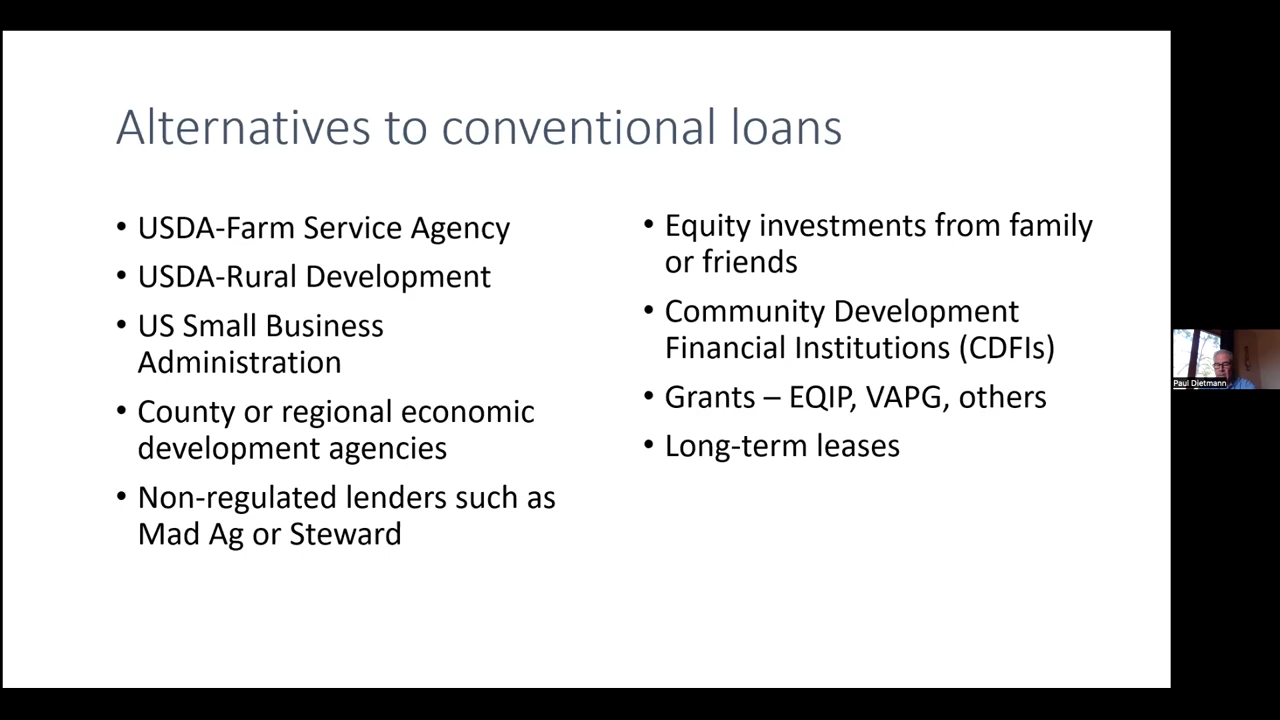 Alternatives to conventional loans
• USDA-Farm Service Agency
• USDA-Rural Development
• US Small Business
Administration
• County or regional economic
development agencies
• Non-regulated lenders such as
Mad Ag or Steward
• Equity investments from family
or friends
• Community Development
Financial Institutions (CDFIs)
• Grants – EQIP, VAPG, others
• Long-term leases
Paul Dietmann